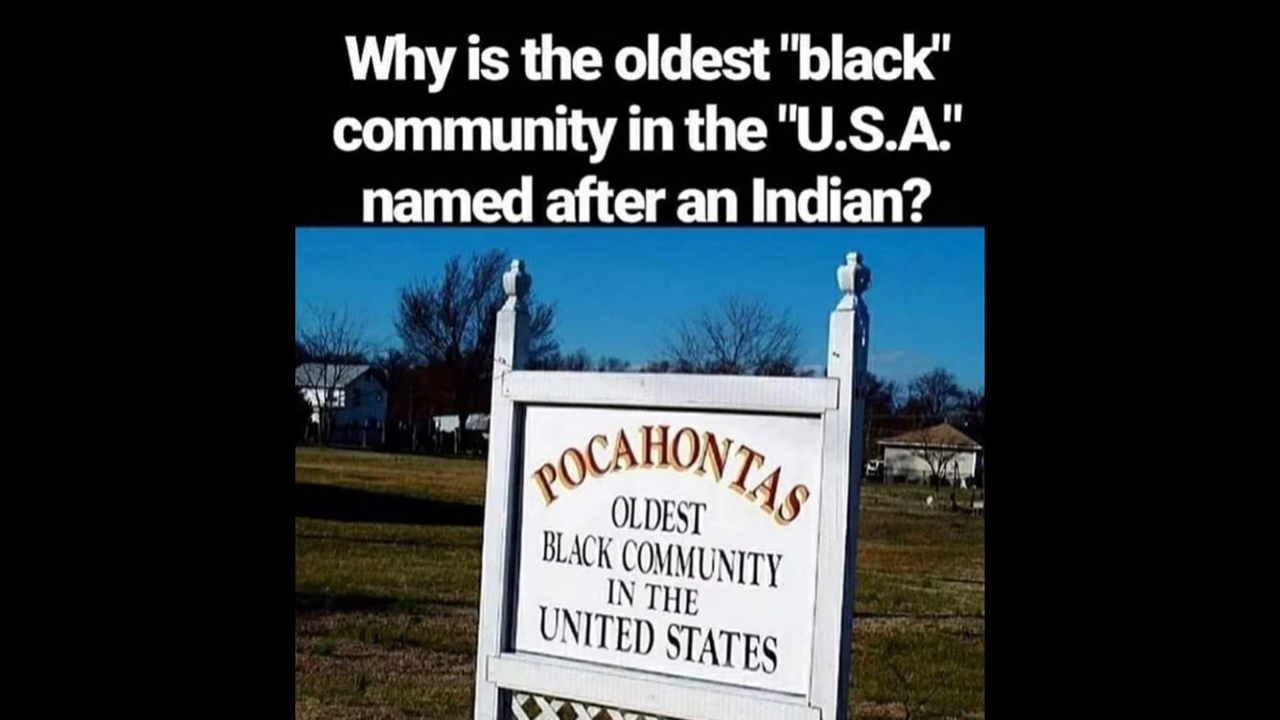 Why is the oldest "black"
community in the "U.S.A."
named after an Indian?
POCAHONTAS
OLDEST
BLACK COMMUNITY
IN THE
UNITED STATES